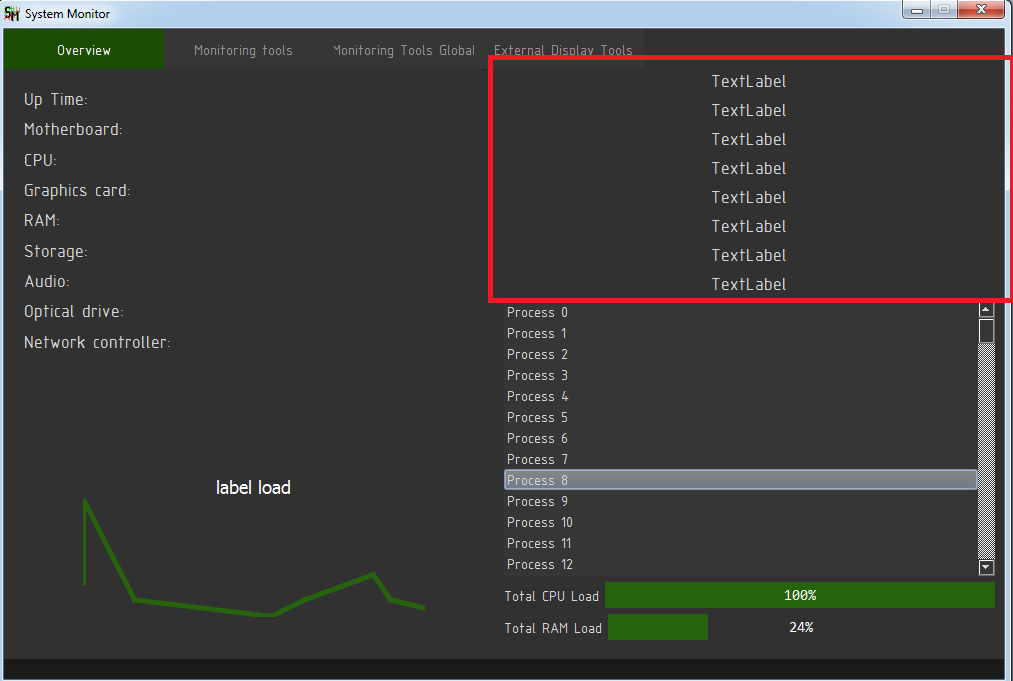 SM System Monitor
Overview Monitoring tools Monitoring Tools Global External Display Tools
Up Time:
Motherboard:
CPU:
Graphics card:
RAM:
Storage:
Audio:
Optical drive:
Network controller:
label load
TextLabel
TextLabel
TextLabel
TextLabel
TextLabel
TextLabel
TextLabel
TextLabel
Process 0
Process 1
Process 2
Process 3
Process 4
Process 5
Process 6
Process 7
Process 8
Process 9
Process 10
Process 11
Process 12
Total CPU Load 100%
Total RAM Load 24%